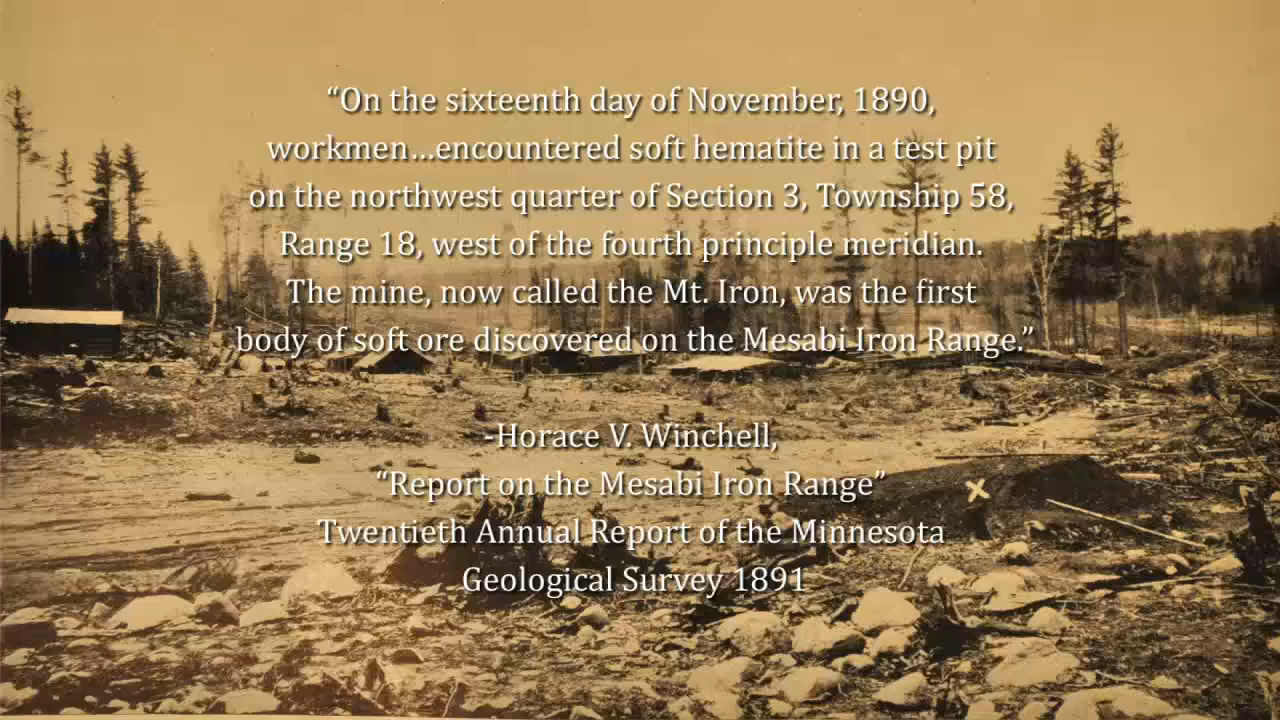 “On the sixteenth day of November, 1890,
workmen...encountered soft hematite in a test pit
on the northwest quarter of Section 3, Township 58,
Range 18, west of the fourth principle meridian.
The mine, now called the Mt. Iron, was the first
body of soft ore discovered on the Mesabi Iron Range.”
-Horace V. Winchell,
“Report on the Mesabi Iron Range”
Twentieth Annual Report of the Minnesota
Geological Survey 1891